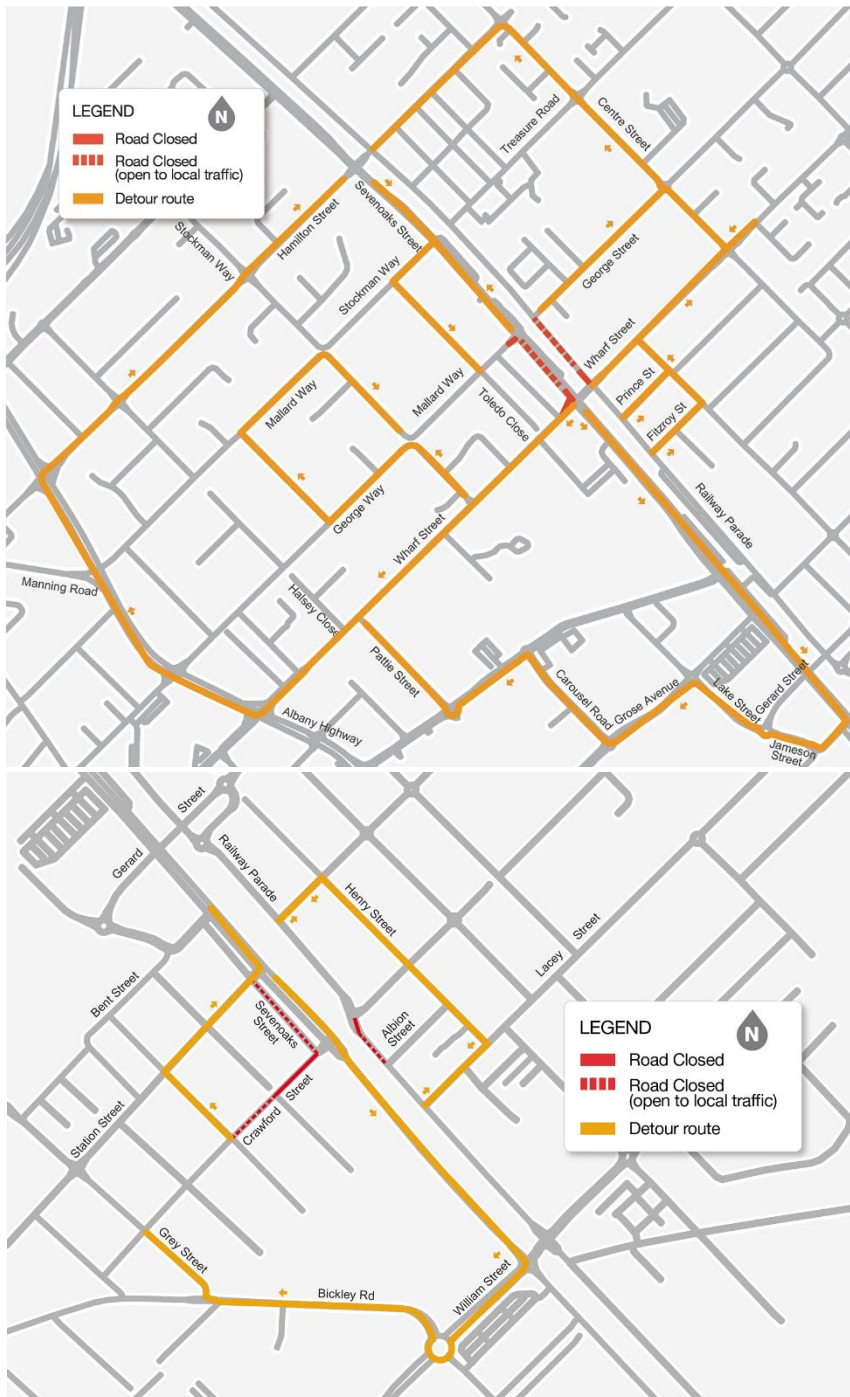 LEGEND
N
Road Closed
Road Closed
(open to local traffic)
Detour route
Treasure Road
Centre Street
Sevenoaks Street
Hamilton Street
Stockman Way
Stockman Way
George Street
Wharf Street
Mallard Way
Mallard Way
Toledo Close
Prince St
Fitzroy St
George Way
Wharf Street
Railway Parade
Manning Road
Halsey Close
Pattie Street
Albany Highway
Carousel Road
Grose Avenue
Lake Street
Gerard Street
Jameson
Street
Gerard
Street
Railway Parade
Henry Street
Lacey
Street
Bent Street
Sevenoaks
Street
Albion
Street
LEGEND
N
Road Closed
Road Closed
(open to local traffic)
Detour route
Station Street
Crawford
Street
Grey Street
Bickley Rd
William Street